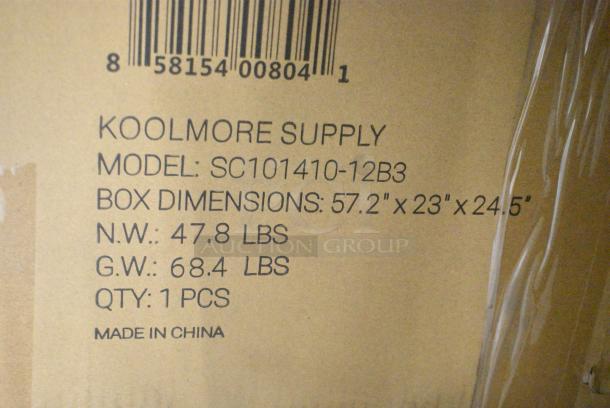 8 58154 00804 1
KOOLMORE SUPPLY
MODEL: SC101410-12B3
BOX DIMENSIONS: 57.2" x 23" x 24.5"
N.W.: 47.8 LBS
AUCTION GROUP
G.W.: 68.4 LBS
QTY: 1 PCS
MADE IN CHINA